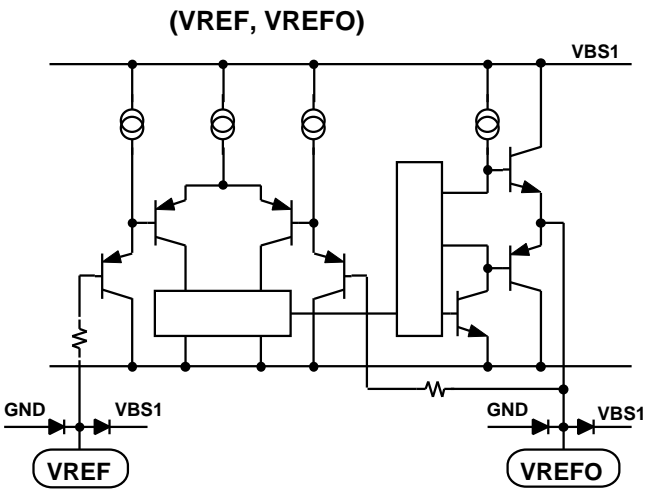 (VREF, VREFO)
VBS1
GND
VBS1
GND
VBS1
VREF
VREFO